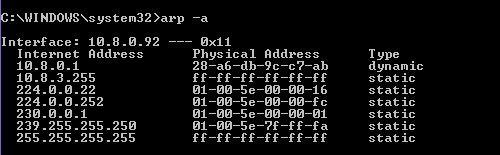 C:\WINDOWS\system32>arp -a
Interface: 10.8.0.92 --- 0x11
Internet Address Physical Address Type
10.8.0.1 28-a6-db-9c-c7-ab dynamic
10.8.3.255 ff-ff-ff-ff-ff-ff static
224.0.0.22 01-00-5e-00-00-16 static
224.0.0.252 01-00-5e-00-00-fc static
230.0.0.1 01-00-5e-00-00-01 static
239.255.255.250 01-00-5e-7f-ff-fa static
255.255.255.255 ff-ff-ff-ff-ff-ff static